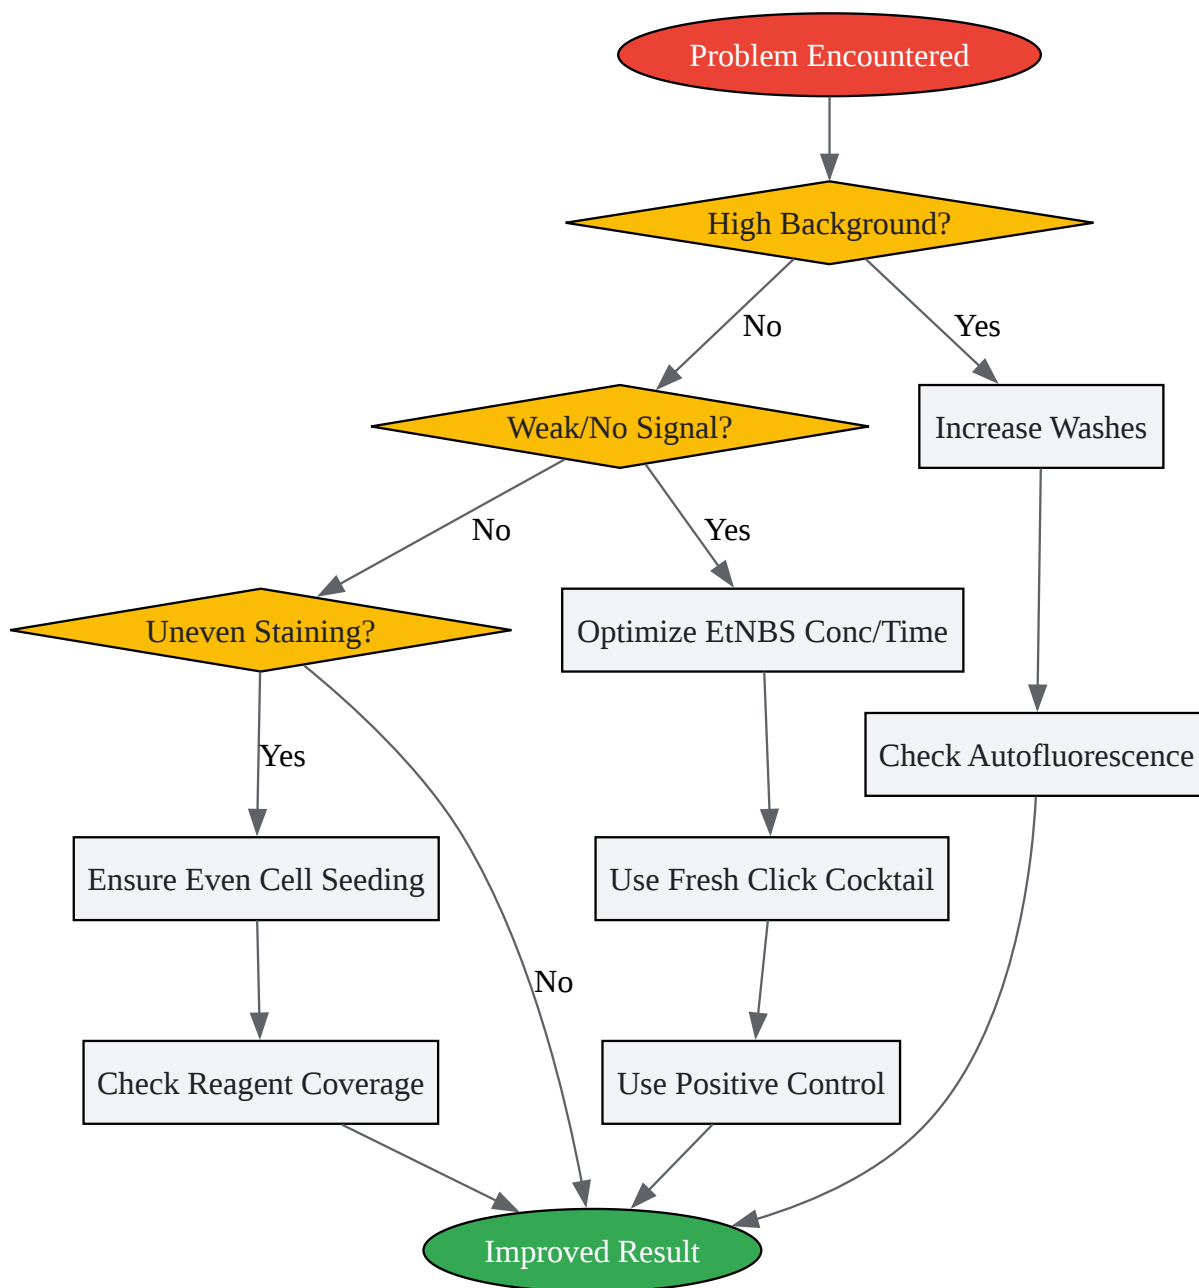 Problem Encountered
High Background?
No
Yes
Weak/No Signal?
Increase Washes
No
Yes
Uneven Staining?
Optimize EtNBS Conc/Time
Yes
Check Autofluorescence
Ensure Even Cell Seeding
Use Fresh Click Cocktail
No
Check Reagent Coverage
Use Positive Control
Improved Result